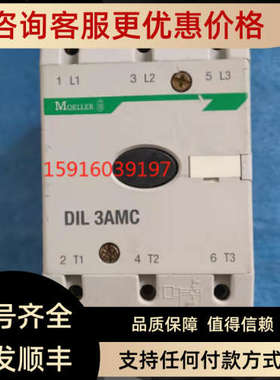 咨询客服更优惠价格
1 L1 3 L2 5 L3
MOELLER
15916039197
DIL 3AMC
2 T1 4 T2 6 T3
号齐全 品质保障 值得信赖
发顺丰 支持任何付款方式